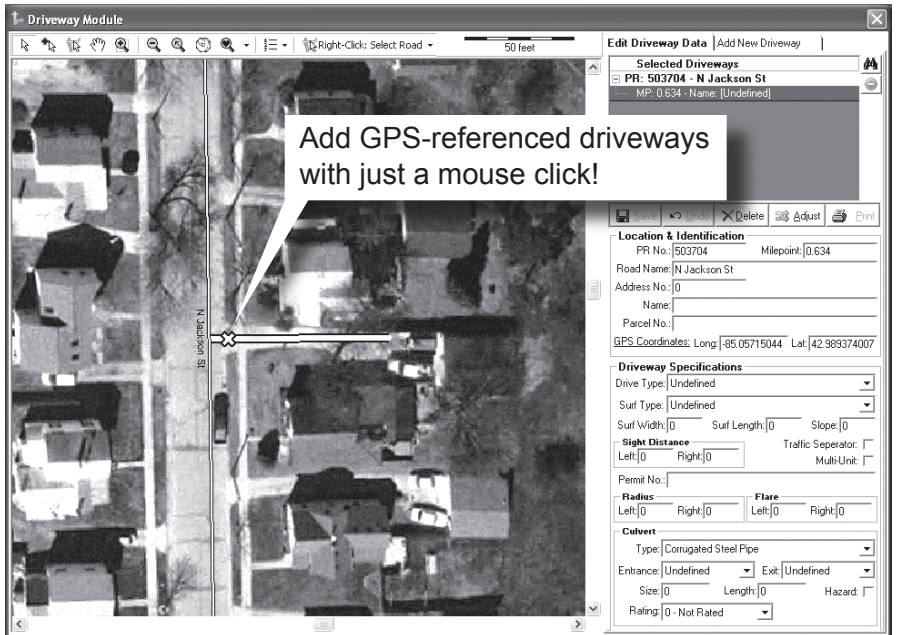 Driveway Module
Right-Click: Select Road
50 feet
Edit Driveway Data
Add New Driveway
Selected Driveways
PR: 503704 - N Jackson St
MP: 0.634 - Name: [Undefined]
Add GPS-referenced driveways
with just a mouse click!
N Jackson St
Save Undo Delete Adjust Print
Location & Identification
PR No.: 503704 Milepoint: 0.634
Road Name: N Jackson St
Address No.: 0
Name:
Parcel No.:
GPS Coordinates: Long: -85.05715044 Lat: 42.989374007
Driveway Specifications
Drive Type: Undefined
Surf Type: Undefined
Surf Width: 0 Surf Length: 0 Slope: 0
Sight Distance
Left: 0 Right: 0
Traffic Seperator:
Multi-Unit:
Permit No.:
Radius
Left: 0 Right: 0
Flare
Left: 0 Right: 0
Culvert
Type: Corrugated Steel Pipe
Entrance: Undefined Exit: Undefined
Size: 0 Length: 0 Hazard:
Rating: 0 - Not Rated